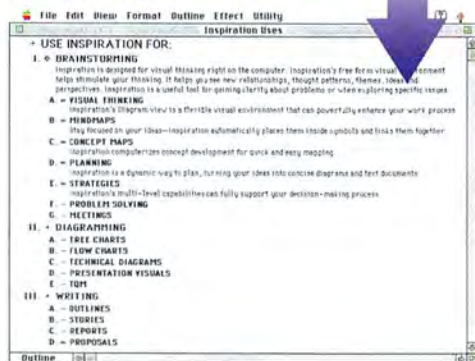 File Edit View Format Outline Effect Utility
Inspiration Uses
+ USE INSPIRATION FOR:
I. + BRAINSTORMING
Inspiration is designed for visual thinking right on the computer. Inspiration's free form visual
helps stimulate your thinking. It helps you see new relationships, thought patterns, themes, ideas and
perspectives. Inspiration is a useful tool for gaining clarity about problems or when exploring specific issues.
A. – VISUAL THINKING
Inspiration's Diagram view is a flexible visual environment that can powerfully enhance your work process
B. – MINDMAPS
Stay focused on your ideas—inspiration automatically places them inside symbols and links them together
C. – CONCEPT MAPS
Inspiration computerizes concept development for quick and easy mapping
D. – PLANNING
Inspiration is a dynamic way to plan, turning your ideas into concise diagrams and text documents
E. – STRATEGIES
Inspiration's multi-level capabilities can fully support your decision-making process
F. – PROBLEM SOLVING
G. – MEETINGS
II. + DIAGRAMMING
A. – TREE CHARTS
B. – FLOW CHARTS
C. – TECHNICAL DIAGRAMS
D. – PRESENTATION VISUALS
E. – TQM
III. + WRITING
A. – OUTLINES
B. – STORIES
C. – REPORTS
D. – PROPOSALS
Outline